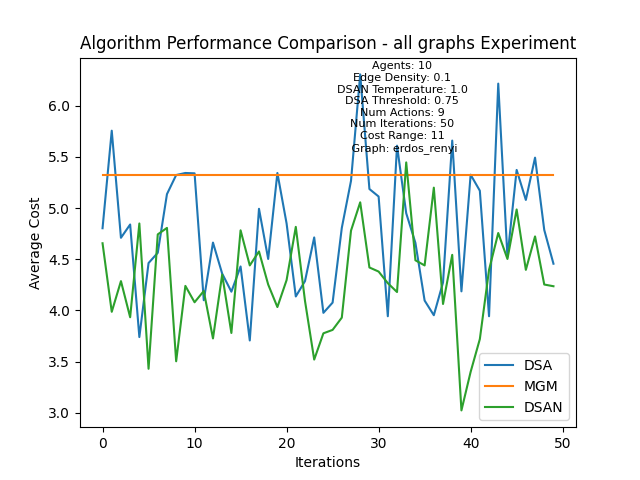 Algorithm Performance Comparison - all graphs Experiment
Agents: 10
Edge Density: 0.1
DSAN Temperature: 1.0
DSA Threshold: 0.75
Num Actions: 9
Num Iterations: 50
Cost Range: 11
Graph: erdos_renyi
Average Cost
6.0
5.5
5.0
4.5
4.0
3.5
3.0
0
10
20
30
40
50
Iterations
DSA
MGM
DSAN